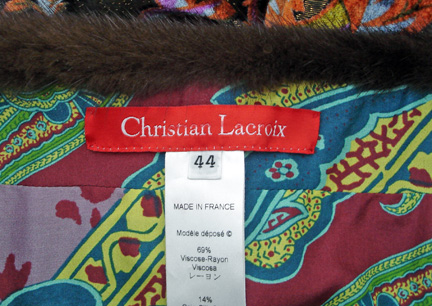 Christian Lacroix
44
MADE IN FRANCE
Modèle déposé ©
69%
Viscose-Rayon
Viscosa
レーヨン
14%